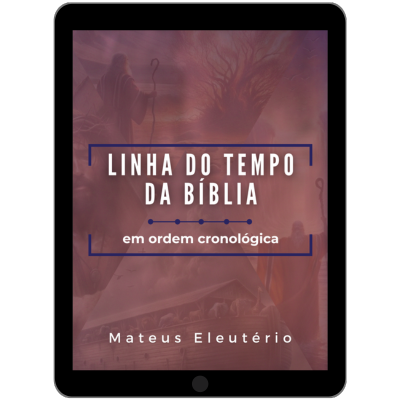 LINHA DO TEMPO
DA BÍBLIA
em ordem cronológica
Mateus Eleutério